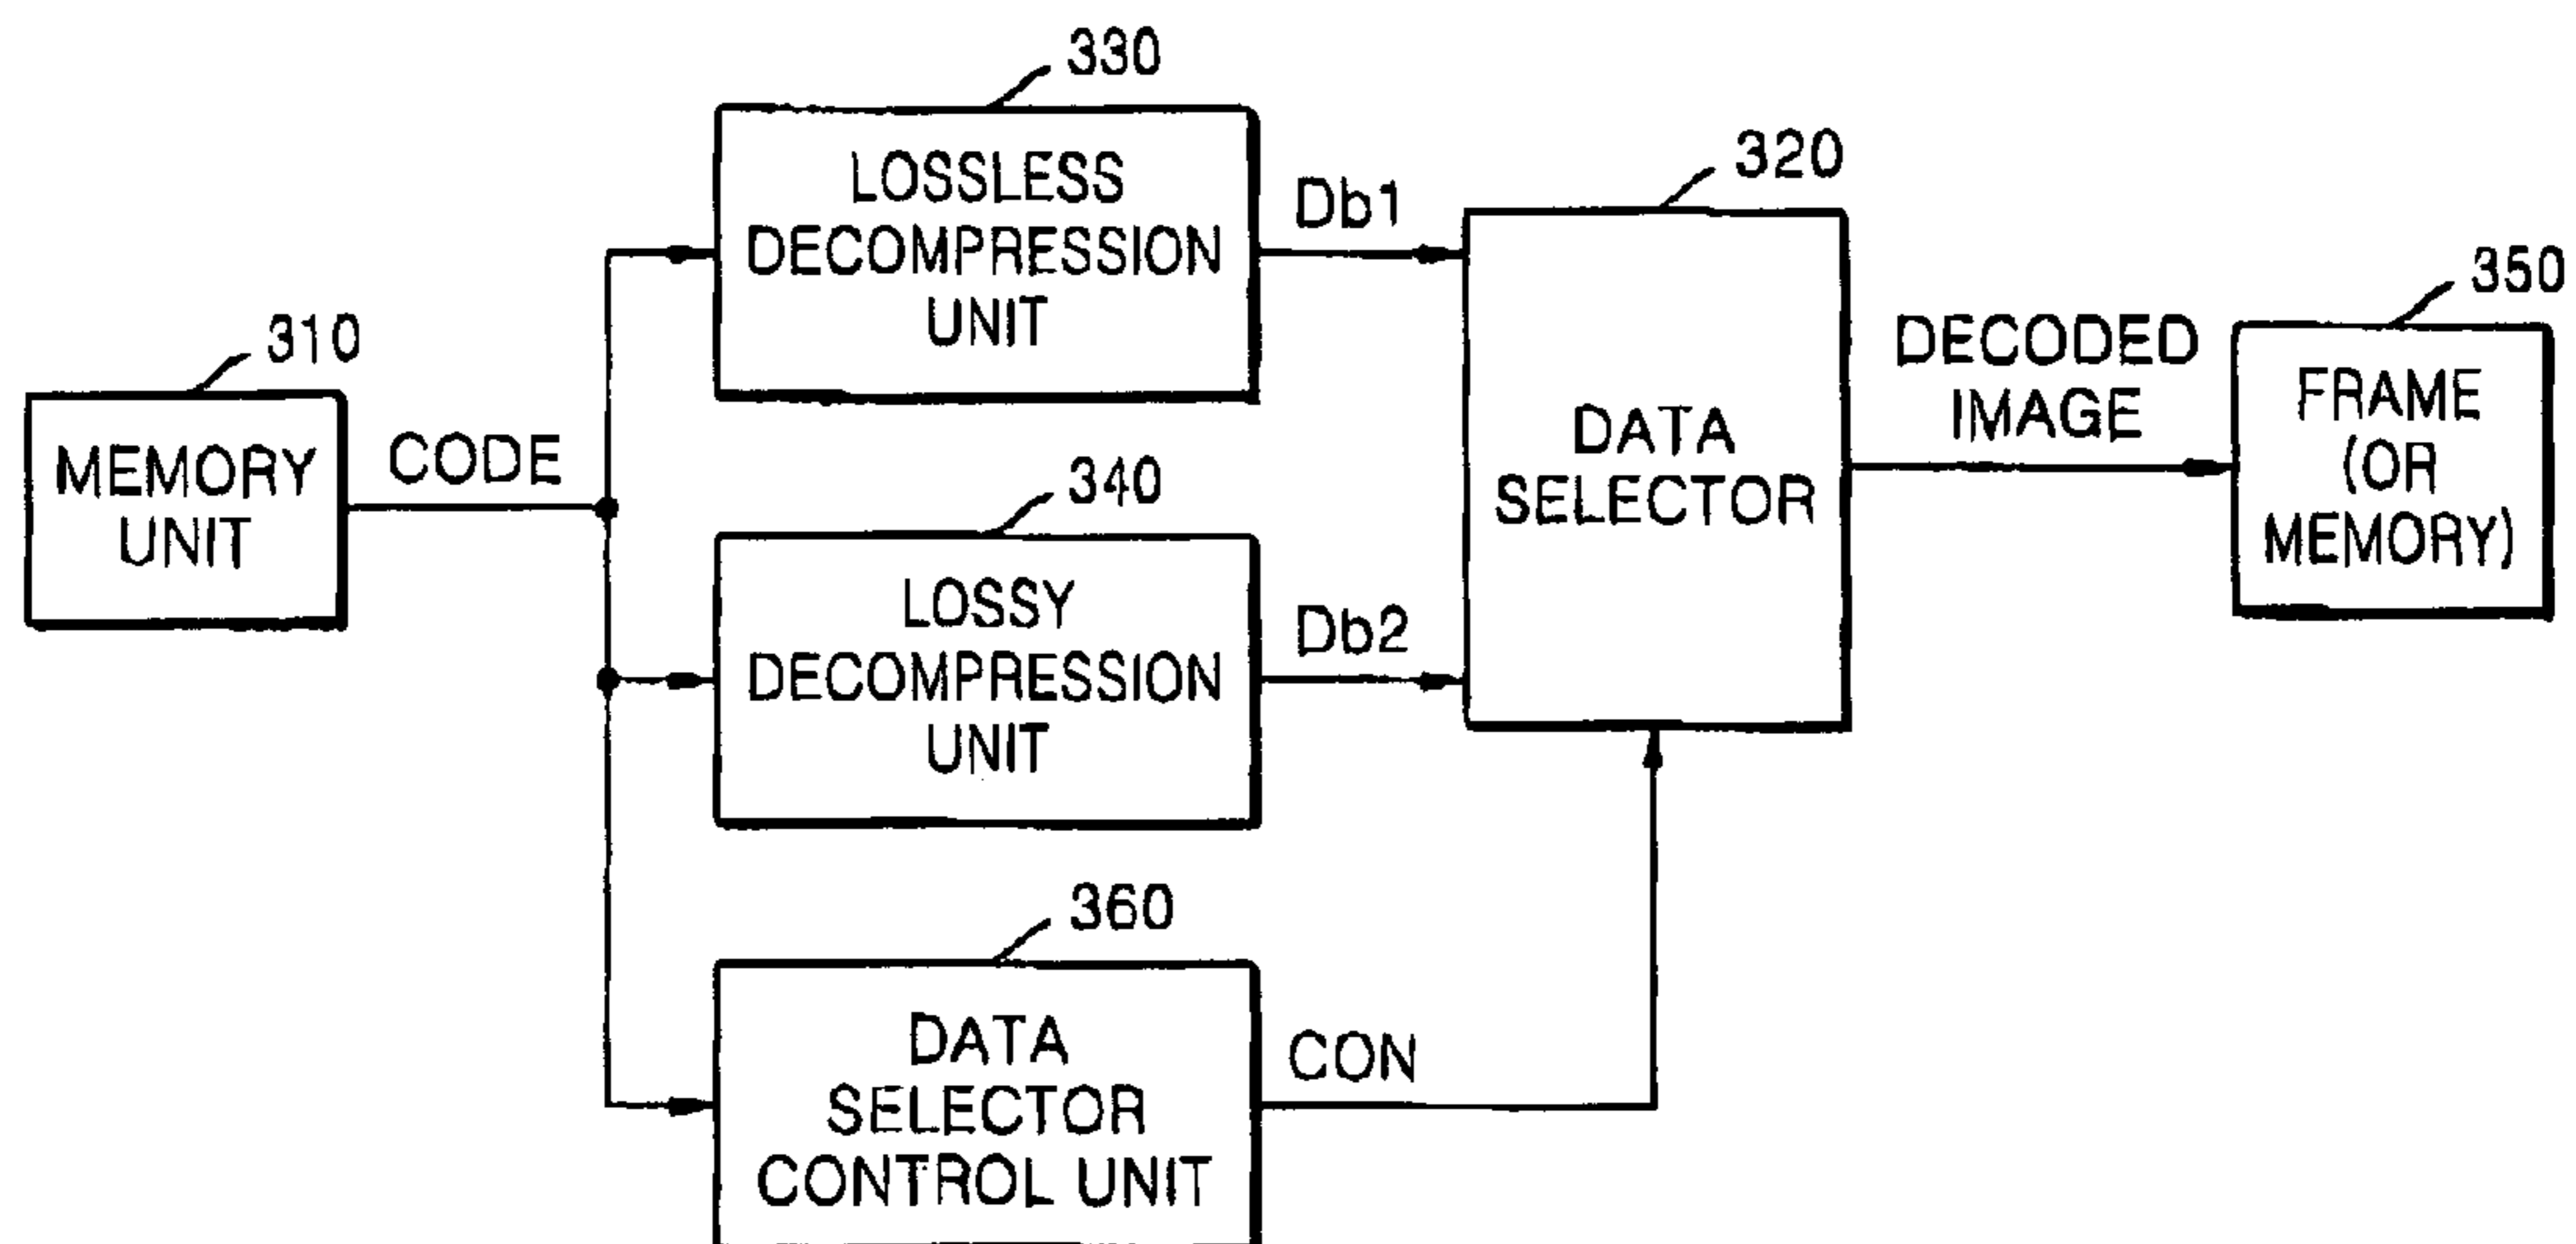 330
LOSSLESS
DECOMPRESSION
UNIT
Db1
320
DATA
SELECTOR
DECODED
IMAGE
350
FRAME
(OR
MEMORY)
310
MEMORY
UNIT
CODE
340
LOSSY
DECOMPRESSION
UNIT
Db2
360
DATA
SELECTOR
CONTROL UNIT
CON